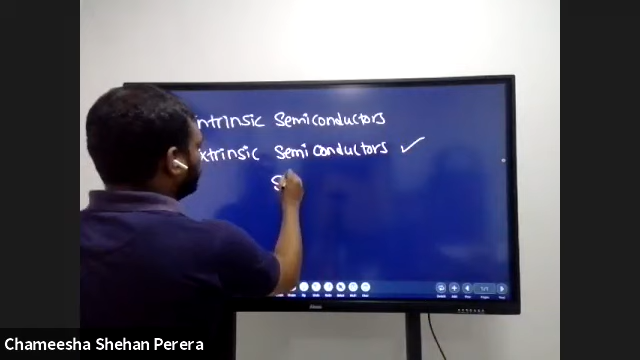 ntrinsic Semiconductors
xtrinsic Semiconductors ✓
S
Chameesha Shehan Perera